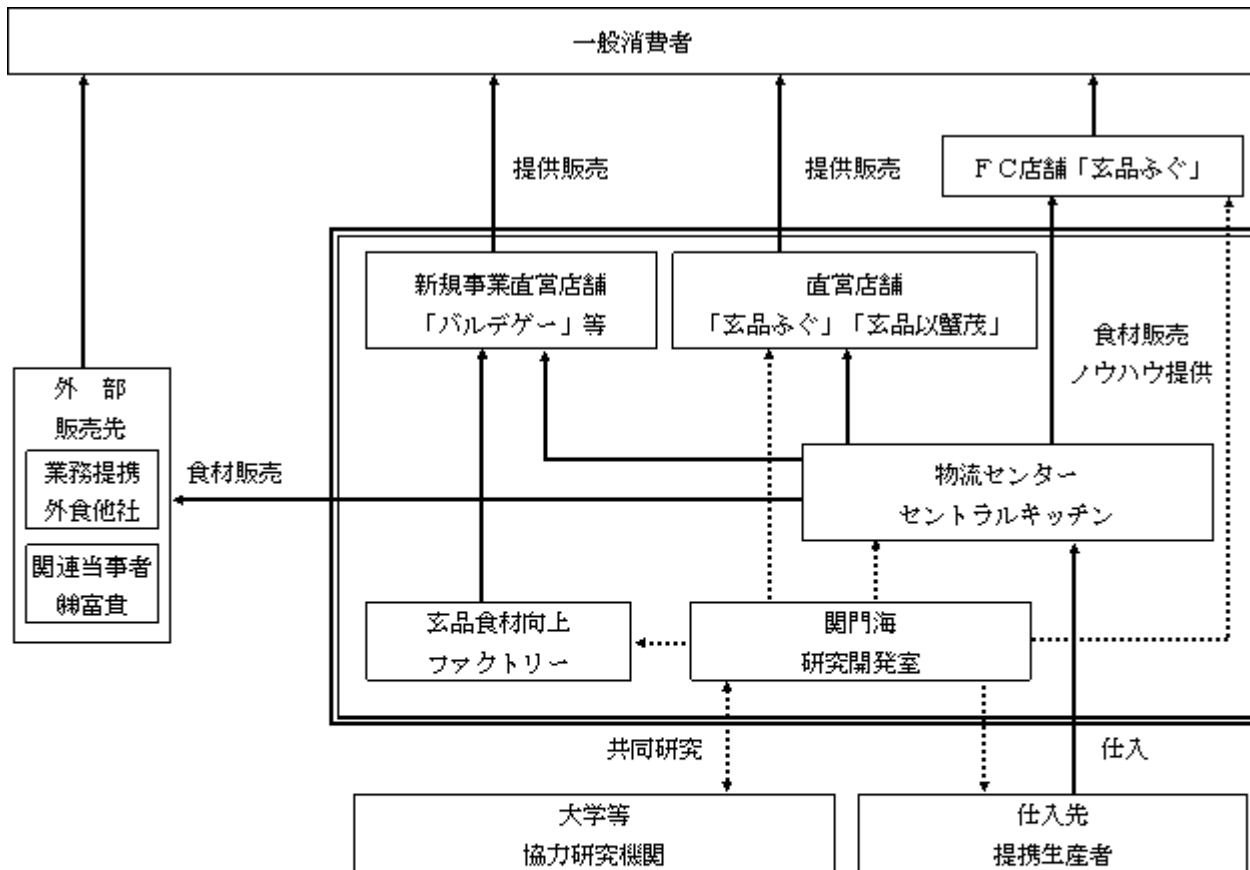 一般消費者
提供販売
提供販売
ＦＣ店舗「玄品ふぐ」
新規事業直営店舗
「バルデゲー」等
直営店舗
「玄品ふぐ」「玄品以蟹茂」
食材販売
ノウハウ提供
外　部
販売先
業務提携
外食他社
関連当事者
㈱富貴
食材販売
物流センター
セントラルキッチン
玄品食材向上
ファクトリー
関門海
研究開発室
共同研究
仕入
大学等
協力研究機関
仕入先
提携生産者